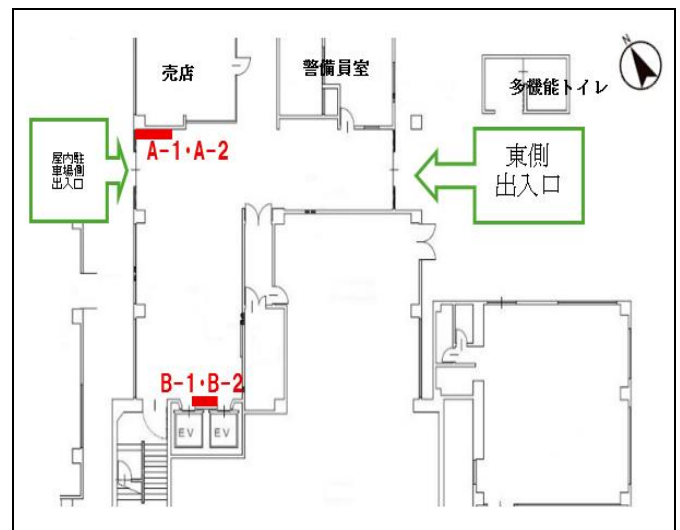 N
売店
警備員室
多機能トイレ
A-1・A-2
屋内駐
車場側
出入口
東側
出入口
B-1・B-2
EV
EV